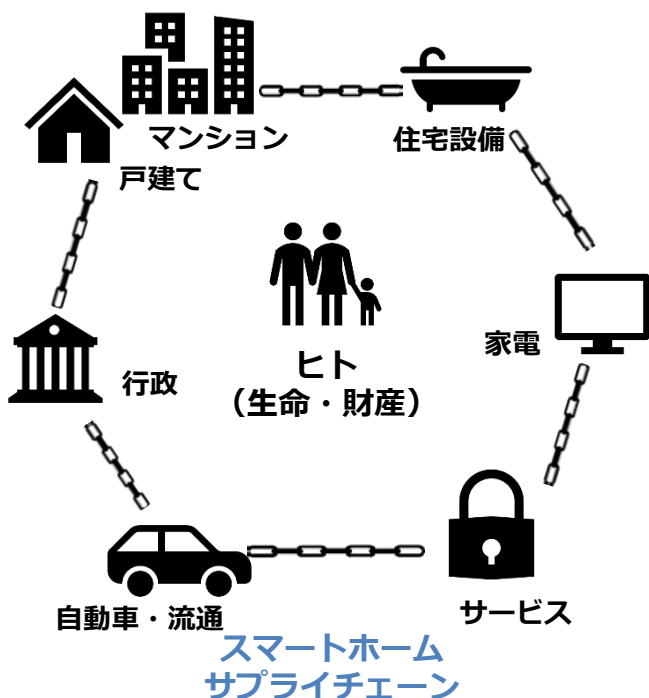 マンション
戸建て
住宅設備
家電
ヒト
（生命・財産）
行政
自動車・流通
サービス
スマートホーム
サプライチェーン